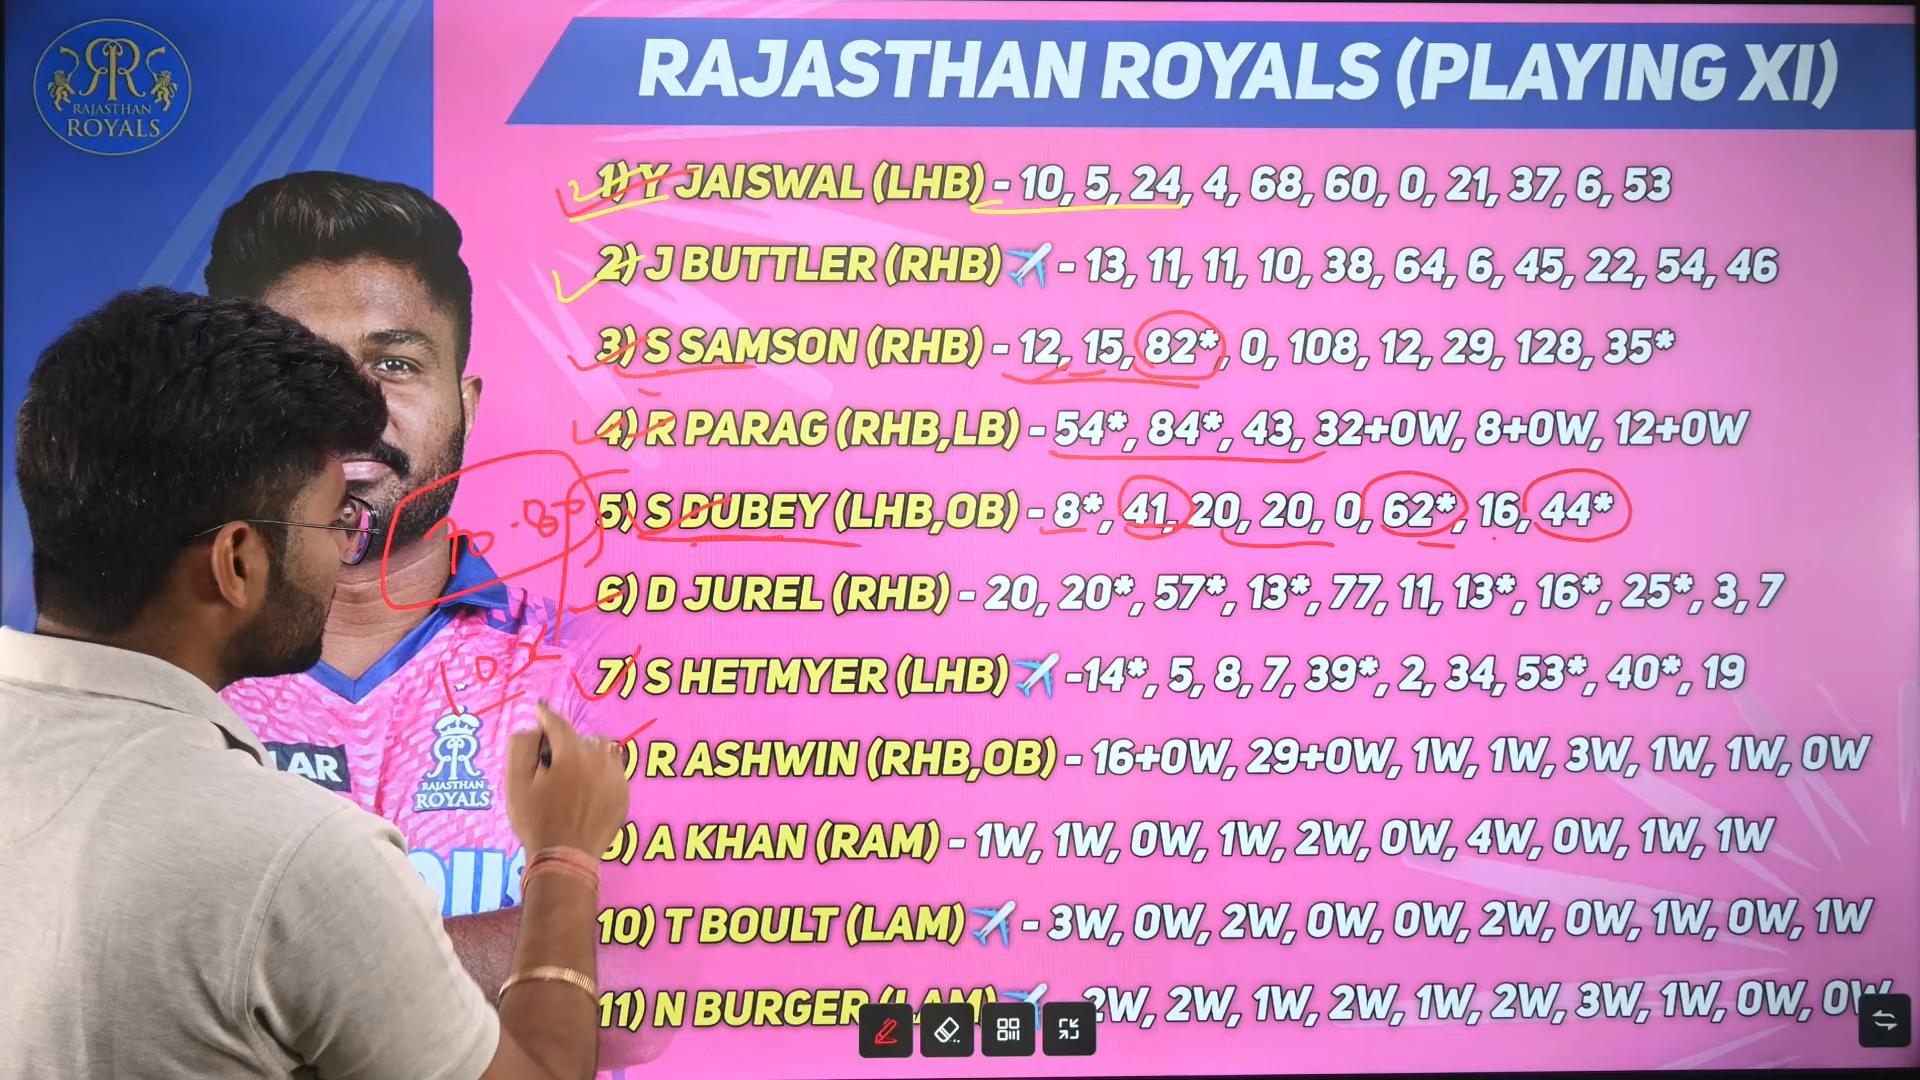 RAJASTHAN
ROYALS
RAJASTHAN ROYALS (PLAYING XI)
1) Y JAISWAL (LHB) - 10, 5, 24, 4, 68, 60, 0, 21, 37, 6, 53
2) J BUTTLER (RHB) ✈ - 13, 11, 11, 10, 38, 64, 6, 45, 22, 54, 46
3) S SAMSON (RHB) - 12, 15, 82*, 0, 108, 12, 29, 128, 35*
4) R PARAG (RHB,LB) - 54*, 84*, 43, 32+0W, 8+0W, 12+0W
5) S DUBEY (LHB,OB) - 8*, 41, 20, 20, 0, 62*, 16, 44*
6) D JUREL (RHB) - 20, 20*, 57*, 13*, 77, 11, 13*, 16*, 25*, 3, 7
7) S HETMYER (LHB) ✈ -14*, 5, 8, 7, 39*, 2, 34, 53*, 40*, 19
) R ASHWIN (RHB,OB) - 16+0W, 29+0W, 1W, 1W, 3W, 1W, 1W, 0W
9) A KHAN (RAM) - 1W, 1W, 0W, 1W, 2W, 0W, 4W, 0W, 1W, 1W
10) T BOULT (LAM) ✈ - 3W, 0W, 2W, 0W, 0W, 2W, 0W, 1W, 0W, 1W
11) N BURGER (LAM) ✈ 2W, 2W, 1W, 2W, 1W, 2W, 3W, 1W, 0W, 0W
LAR
RAJASTHAN
ROYALS